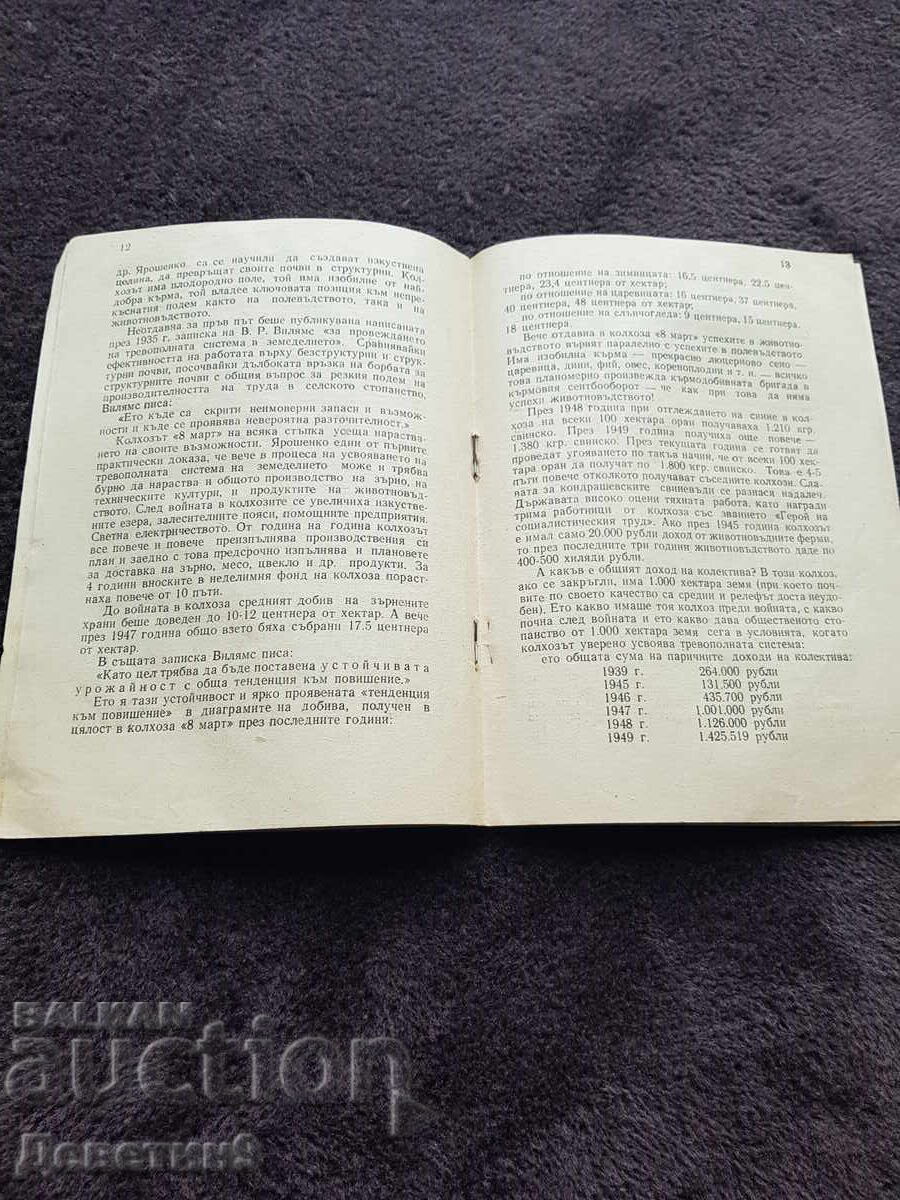 12
др. Ярошенко са се научили да създават изкуствена
целина, да превръщат своите почви в структурни. Кол-
хозът има плодородно поле, той има изобилие от най-
добра кърма, той владее ключовата позиция към непре-
къснатия подем както на полевъдството, така и на
животновъдството.
Неотдавна за пръв път беше публикувана написаната
през 1935 г. записка на В. Р. Вилямс «за провеждането
на тревополната система в земеделието». Сравнявайки
ефективността на работата върху безструктурни и струк-
турни почви, посочвайки дълбоката връзка на борбата за
структурните почви с общия въпрос за резкия подем на
производителността на труда в селското стопанство,
Вилямс писа:
«Ето къде са скрити неимоверни запаси и възмож-
ности и къде се проявява невероятна разточителност.»
Колхозът «8 март» на всяка стъпка усеща нараства-
нето на своите възможности. Ярошенко един от първите
практически доказа, че вече в процеса на усвояването на
тревополната система на земеделието може и трябва
бурно да нараства и общото производство на зърно, на
техническите култури, и продуктите на животновъд-
ството. След войната в колхозите се увеличиха изкустве-
ните езера, залесителните пояси, помощните предприятия.
Светна електричеството. От година на година колхозът
все повече и повече преизпълнява производствения си
план и заедно с това предсрочно изпълнява и плановете
за доставка на зърно, месо, цвекло и др. продукти. За
4 години вноските в неделимия фонд на колхоза пораст-
наха повече от 10 пъти.
До войната в колхоза средният добив на зърнените
храни беше доведен до 10-12 центнера от хектар. А вече
през 1947 година общо взето бяха събрани 17.5 центнера
от хектар.
В същата записка Вилямс писа:
«Като цел трябва да бъде поставена устойчивата
урожайност с обща тенденция към повишение.»
Ето я тази устойчивост и ярко проявената «тенденция
към повишение» в диаграмите на добива, получен в
цялост в колхоза «8 март» през последните години:
13
по отношение на зимницата: 16,5 центнера, 22.5 цен-
тнера, 23,4 центнера от хектар;
по отношение на царевицата: 16 центнера, 37 центнера,
40 центнера, 48 центнера от хектар;
по отношение на слънчогледа: 9 центнера, 15 центнера,
18 центнера.
Вече отдавна в колхоза «8 март» успехите в животно-
въдството вървят паралелно с успехите в полевъдството
Има изобилна кърма — прекрасно люцерново сено —
царевица, дини, фий, овес, кореноплодни и т. н. — всичко
това планомерно произвежда кърмодобивната бригада в
кърмовия сеитбооборот — че как при това да няма
успехи животновъдството!
През 1948 година при отглеждането на свине в кол-
хоза на всеки 100 хектара оран получаваха 1.210 кгр.
свинско. През 1949 година получиха още повече —
1.380 кгр. свинско. През текущата година се готвят да
проведат угояването по такъв начин, че от всеки 100 хек-
тара оран да получат по 1.800 кгр. свинско. Това е 4-5
пъти повече отколкото получават съседните колхози. Сла-
вата за кондрашевските свиневъди се разнася надалеч.
Държавата високо оцени тяхната работа, като награди
трима работници от колхоза със званието «Герой на
социалистическия труд». Ако през 1945 година колхозът
е имал само 20.000 рубли доход от животновъдните ферми,
то през последните три години животновъдството даде по
400-500 хиляди рубли.
А какъв е общият доход на колектива? В този колхоз,
ако се закръгли, има 1.000 хектара земя (при което поч-
вите по своето качество са средни и релефът доста неудо-
бен). Ето какво имаше тоя колхоз преди войната, с какво
почна след войната и ето какво дава общественото сто-
панство от 1.000 хектара земя сега в условията, когато
колхозът уверено усвоява тревополната система:
ето общата сума на паричните доходи на колектива:
1939 г. 264.000 рубли
1945 г. 131.500 рубли
1946 г. 435.700 рубли
1947 г. 1.001.000 рубли
1948 г. 1.126.000 рубли
1949 г. 1.425.519 рубли
BALKAN
auction
Деветин9